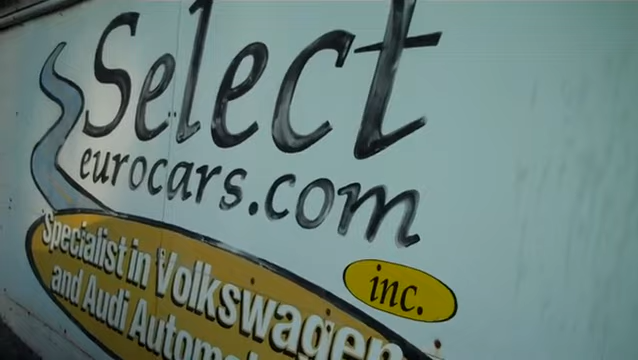 Select
eurocars.com
inc.
Specialist in Volkswagen
and Audi